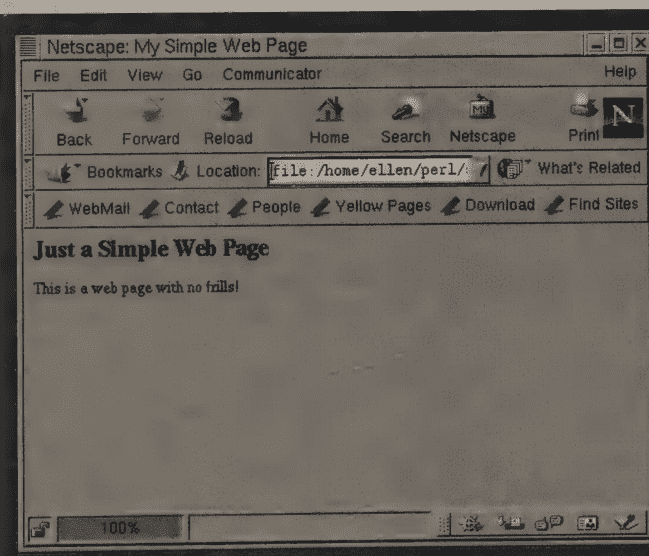 Netscape: My Simple Web Page
File Edit View Go Communicator Help
Back Forward Reload Home Search Netscape Print N
Bookmarks Location: file:/home/ellen/perl/ What's Related
WebMail Contact People Yellow Pages Download Find Sites
Just a Simple Web Page
This is a web page with no frills!
100%